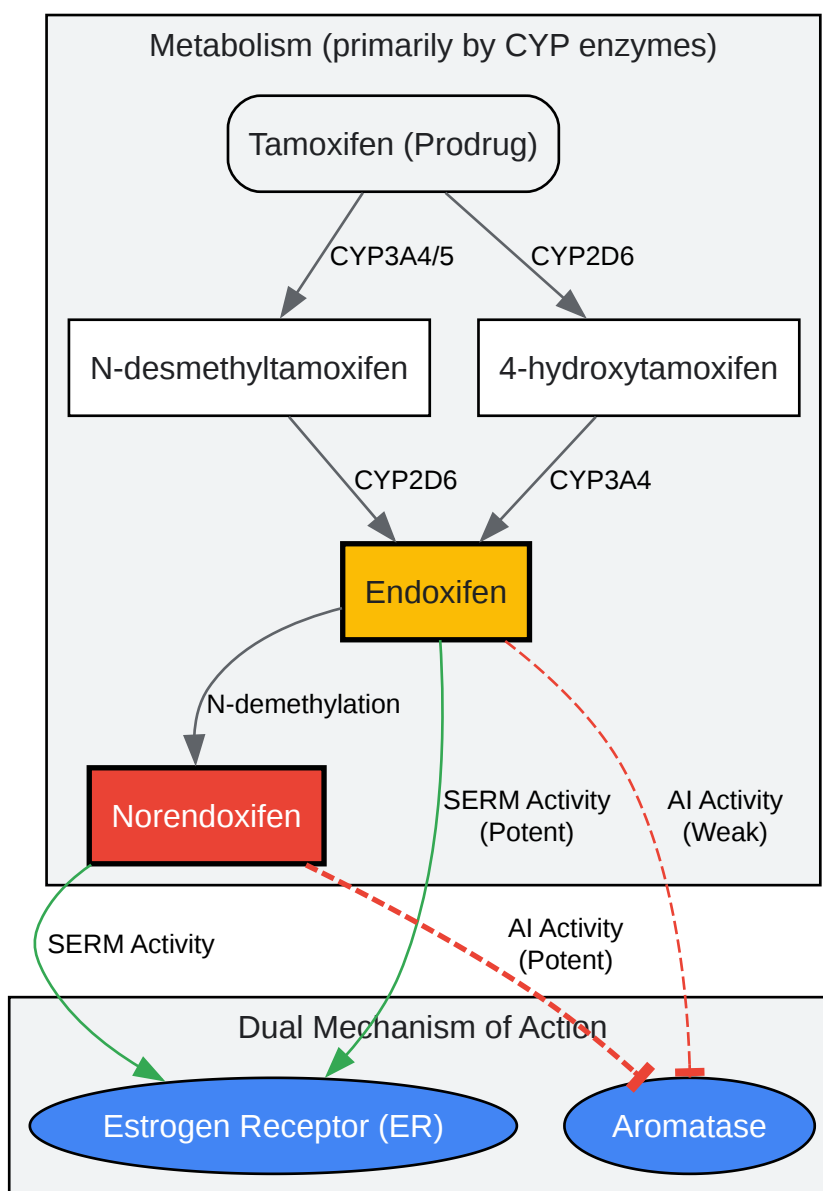 Metabolism (primarily by CYP enzymes)
Tamoxifen (Prodrug)
CYP3A4/5
CYP2D6
N-desmethyltamoxifen
4-hydroxytamoxifen
CYP2D6
CYP3A4
Endoxifen
N-demethylation
Norendoxifen
SERM Activity
(Potent)
AI Activity
(Weak)
SERM Activity
AI Activity
(Potent)
Dual Mechanism of Action
Estrogen Receptor (ER)
Aromatase